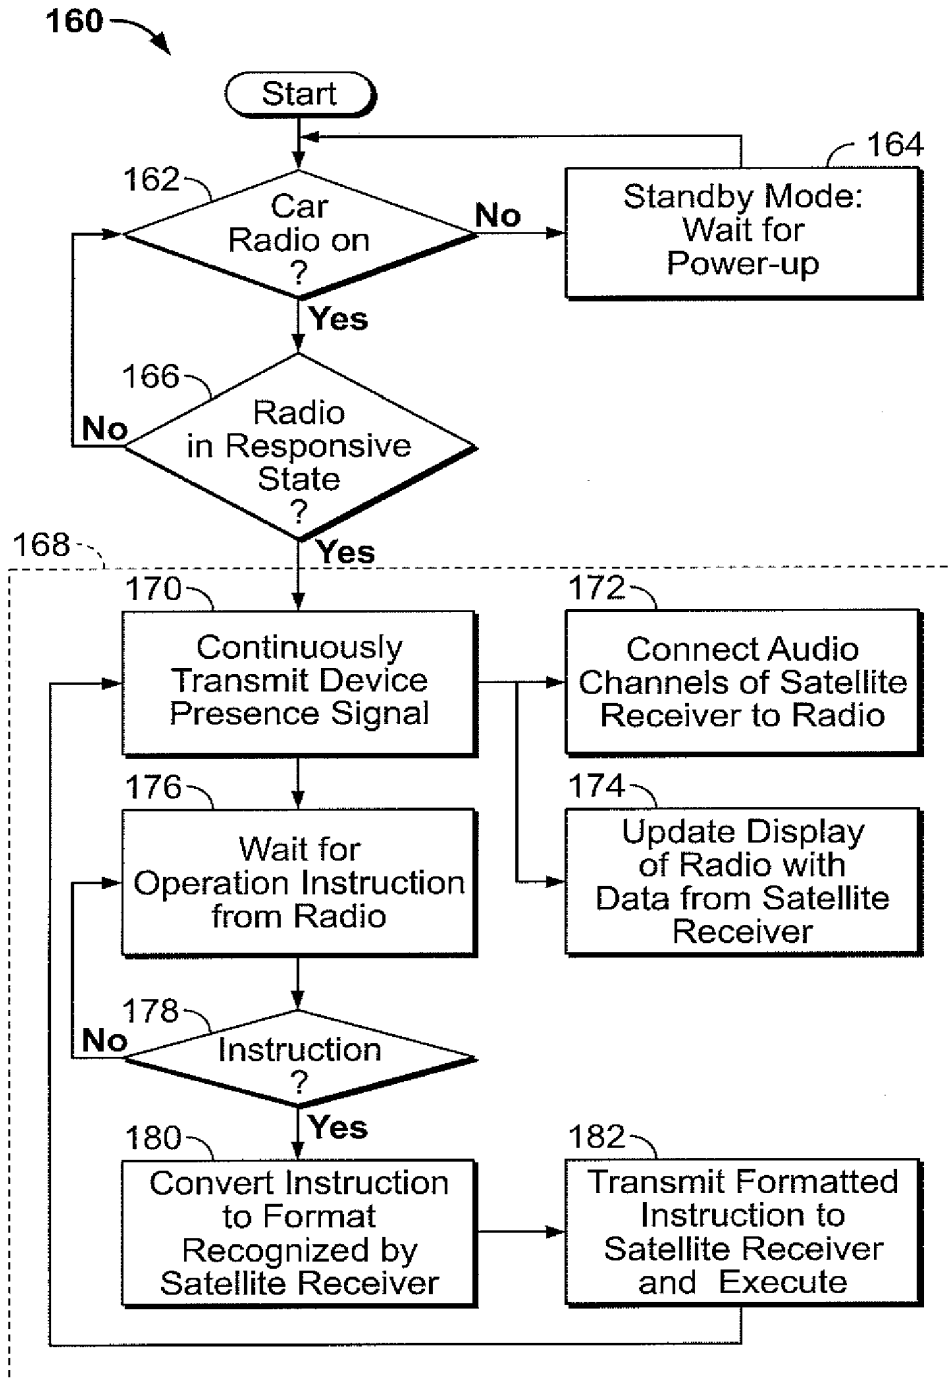 160
Start
162
Car
Radio on
?
No
164
Standby Mode:
Wait for
Power-up
Yes
166
Radio
in Responsive
State
?
No
Yes
168
170
Continuously
Transmit Device
Presence Signal
172
Connect Audio
Channels of Satellite
Receiver to Radio
174
Update Display
of Radio with
Data from Satellite
Receiver
176
Wait for
Operation Instruction
from Radio
178
Instruction
?
No
Yes
180
Convert Instruction
to Format
Recognized by
Satellite Receiver
182
Transmit Formatted
Instruction to
Satellite Receiver
and Execute